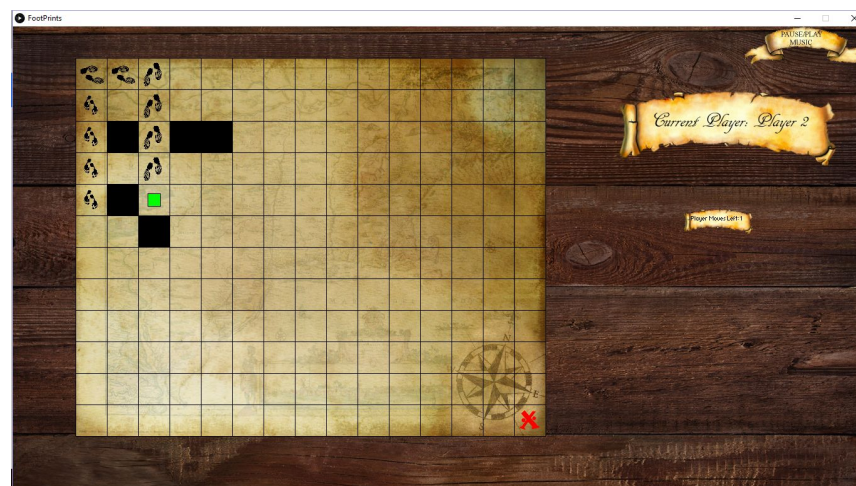 FootPrints
PAUSE/PLAY
MUSIC
Current Player: Player 2
Player Moves Left:1
N
E
S